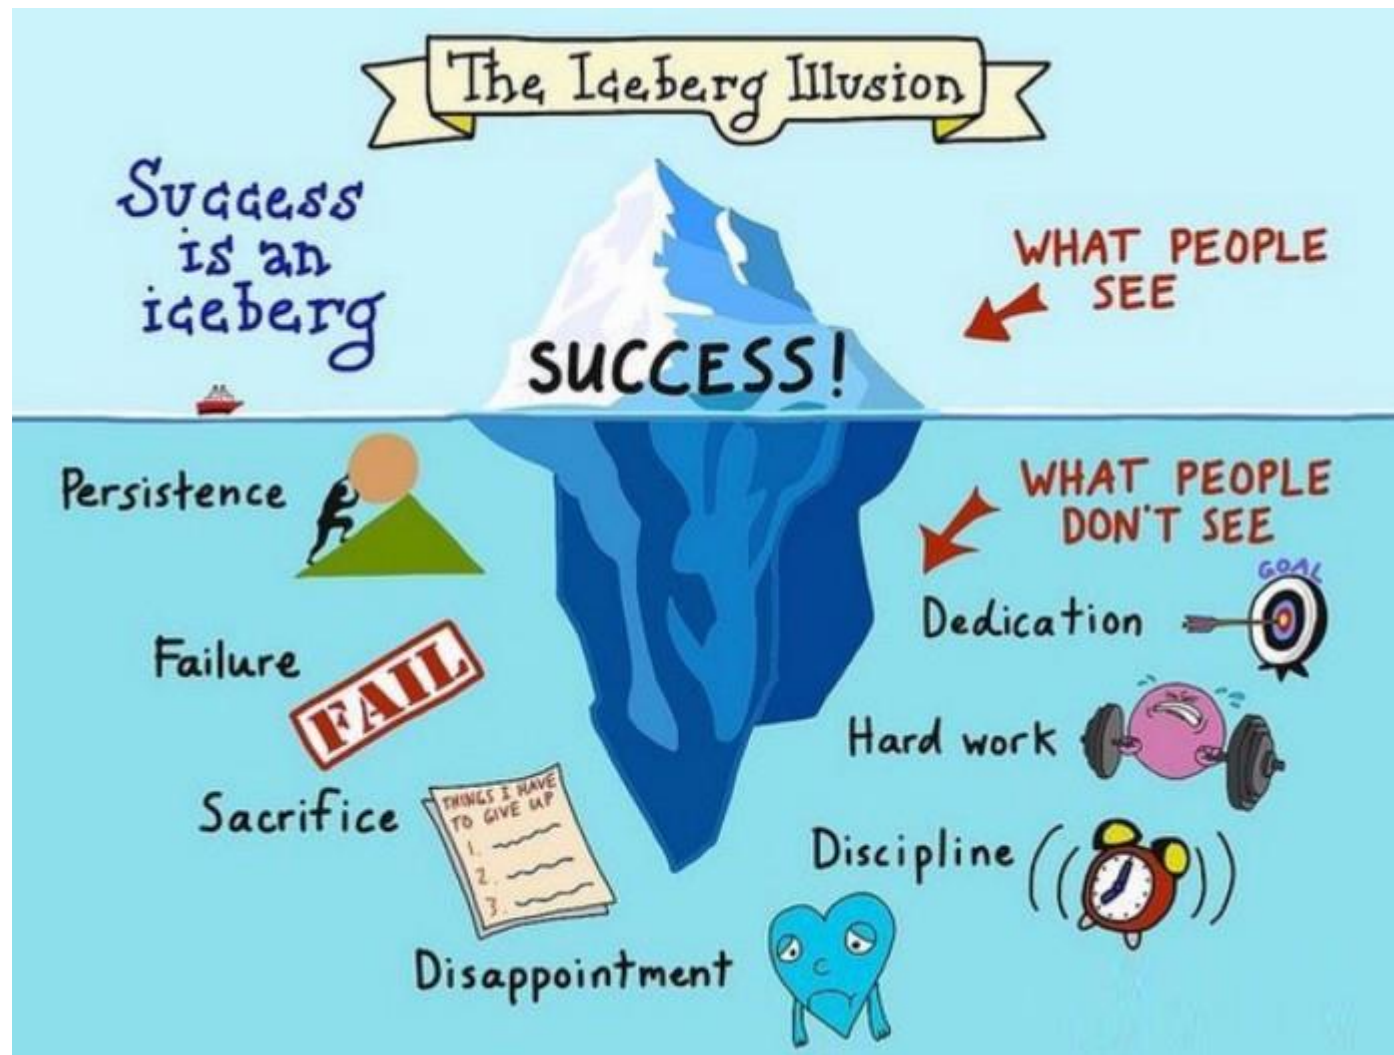 The Iceberg Illusion
Success
is an
iceberg
WHAT PEOPLE
SEE
SUCCESS!
WHAT PEOPLE
DON'T SEE
Persistence
Failure
FAIL
Sacrifice
THINGS I HAVE
TO GIVE UP
1.
2.
3.
Disappointment
GOAL
Dedication
Hard work
Discipline